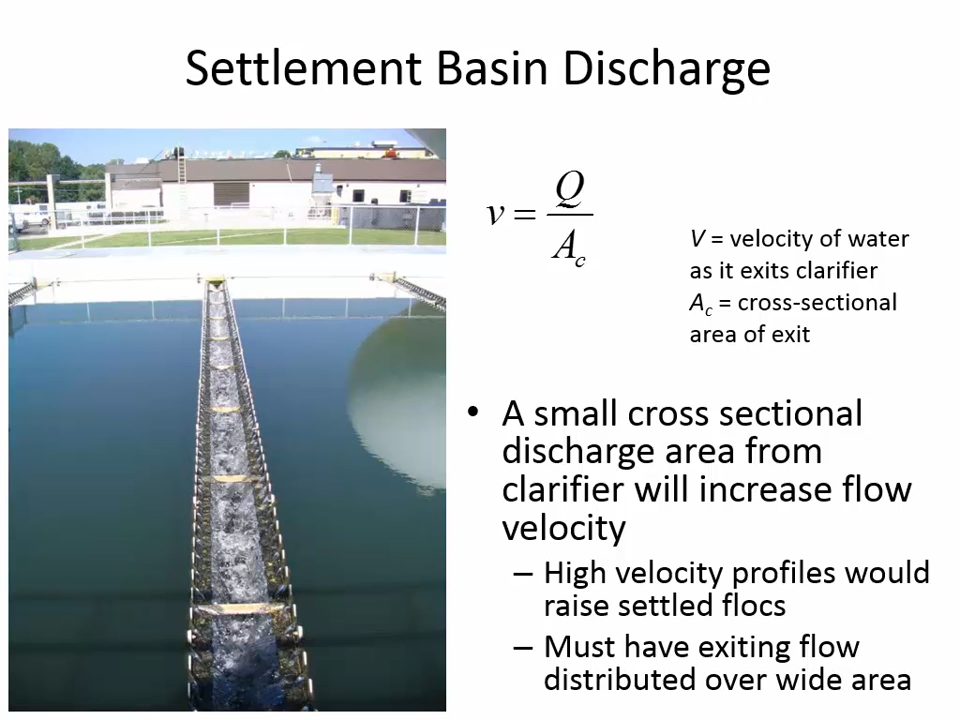 Settlement Basin Discharge
v = Q / A_c
V = velocity of water
as it exits clarifier
A_c = cross-sectional
area of exit
• A small cross sectional
discharge area from
clarifier will increase flow
velocity
– High velocity profiles would
raise settled flocs
– Must have exiting flow
distributed over wide area